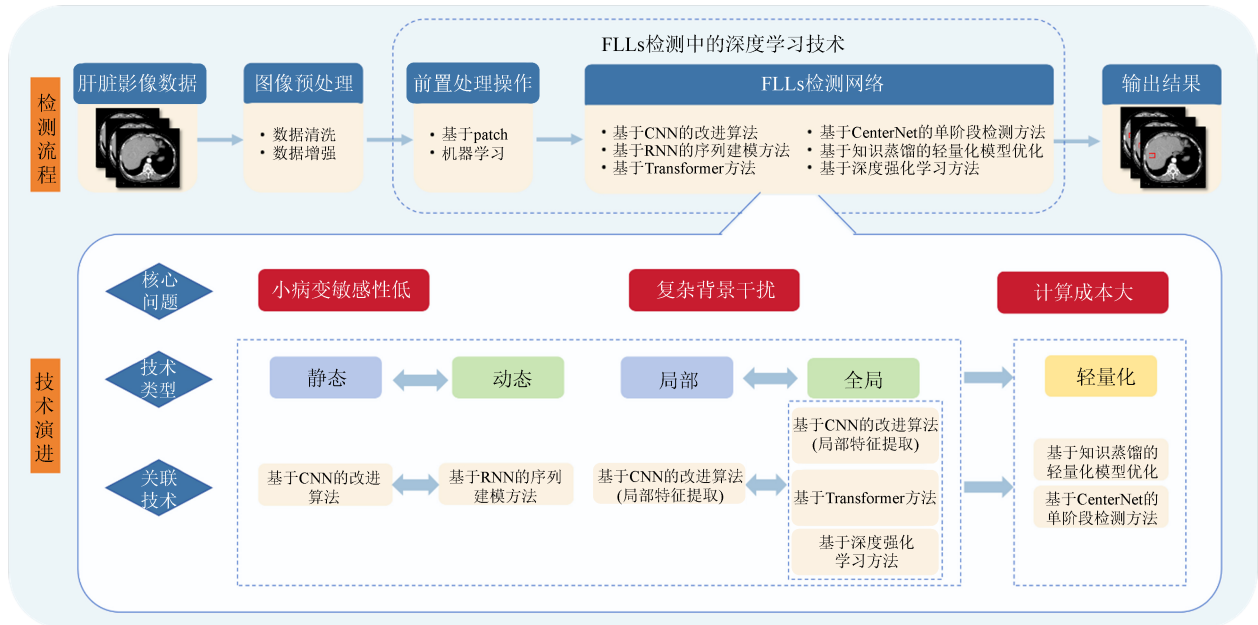 FLLs检测中的深度学习技术
检测流程
肝脏影像数据
图像预处理
• 数据清洗
• 数据增强
前置处理操作
• 基于patch
• 机器学习
FLLs检测网络
• 基于CNN的改进算法
• 基于RNN的序列建模方法
• 基于Transformer方法
• 基于CenterNet的单阶段检测方法
• 基于知识蒸馏的轻量化模型优化
• 基于深度强化学习方法
输出结果
技术演进
核心
问题
小病变敏感性低
复杂背景干扰
计算成本大
技术
类型
静态
动态
局部
全局
轻量化
关联
技术
基于CNN的改进
算法
基于RNN的序列
建模方法
基于CNN的改进算法
(局部特征提取)
基于CNN的改进算法
(局部特征提取)
基于Transformer方法
基于深度强化
学习方法
基于知识蒸馏的
轻量化模型优化
基于CenterNet的
单阶段检测方法